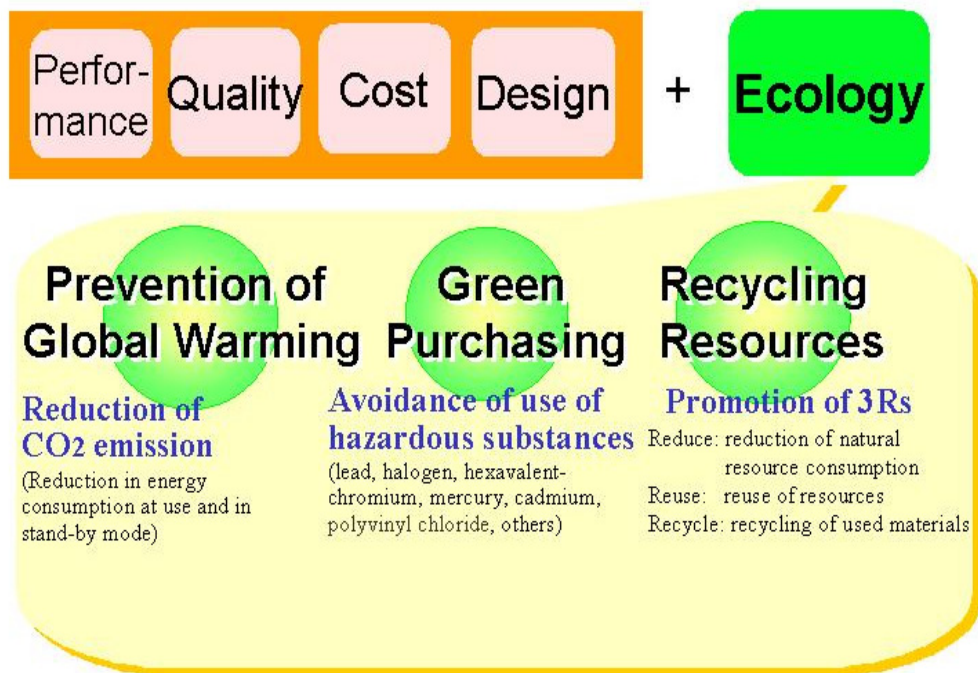 Perfor-
mance
Quality
Cost
Design
+
Ecology
Prevention of
Global Warming
Reduction of
CO2 emission
(Reduction in energy
consumption at use and in
stand-by mode)
Green
Purchasing
Avoidance of use of
hazardous substances
(lead, halogen, hexavalent-
chromium, mercury, cadmium,
polyvinyl chloride, others)
Recycling
Resources
Promotion of 3Rs
Reduce: reduction of natural
resource consumption
Reuse: reuse of resources
Recycle: recycling of used materials